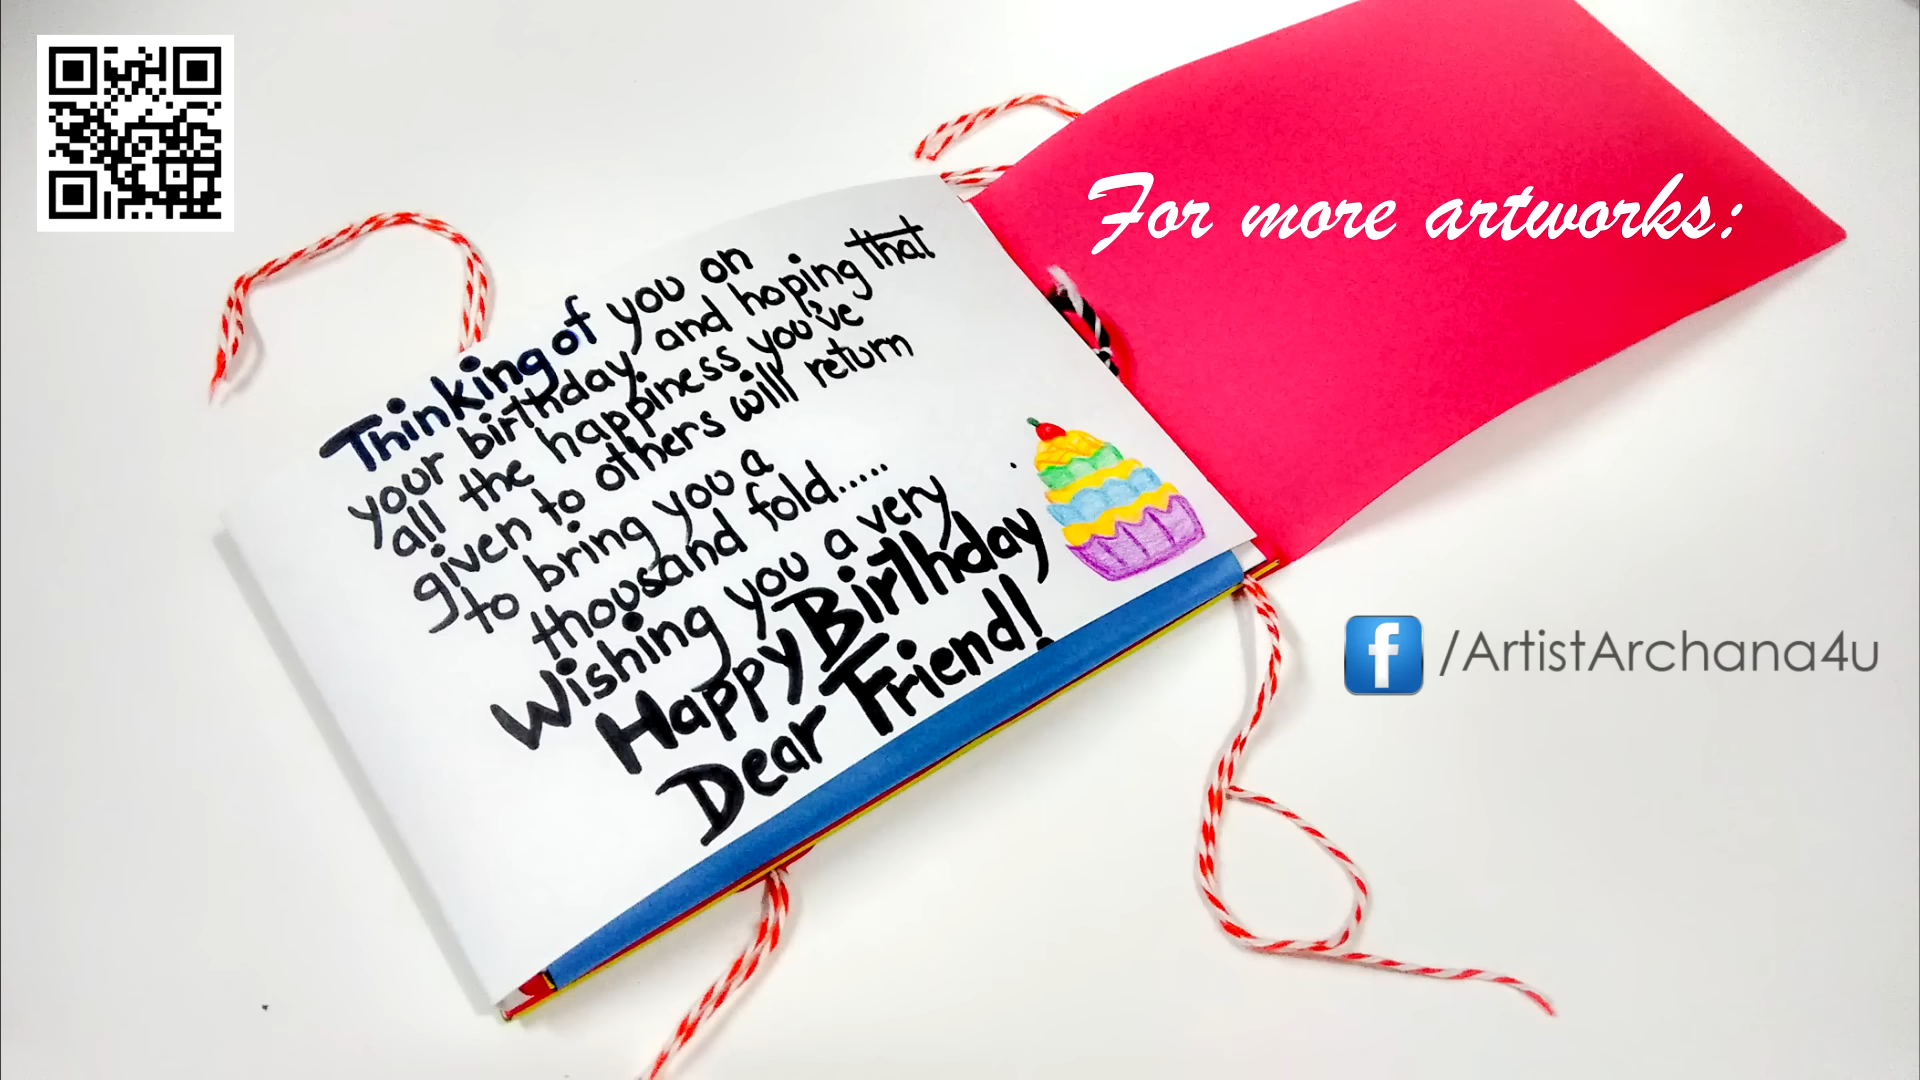 Thinking of you on
your birthday and hoping that
all the happiness you've
given to others will return
to bring you a
thousand fold.....
Wishing you a very
Happy Birthday
Dear Friend!
For more artworks:
f /ArtistArchana4u